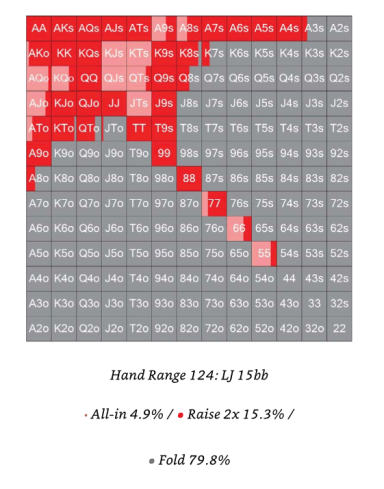 AA AKs AQs AJs ATs A9s A8s A7s A6s A5s A4s A3s A2s
AKo KK KQs KJs KTs K9s K8s K7s K6s K5s K4s K3s K2s
AQo KQo QQ QJs QTs Q9s Q8s Q7s Q6s Q5s Q4s Q3s Q2s
AJo KJo QJo JJ JTs J9s J8s J7s J6s J5s J4s J3s J2s
ATo KTo QTo JTo TT T9s T8s T7s T6s T5s T4s T3s T2s
A9o K9o Q9o J9o T9o 99 98s 97s 96s 95s 94s 93s 92s
A8o K8o Q8o J8o T8o 98o 88 87s 86s 85s 84s 83s 82s
A7o K7o Q7o J7o T7o 97o 87o 77 76s 75s 74s 73s 72s
A6o K6o Q6o J6o T6o 96o 86o 76o 66 65s 64s 63s 62s
A5o K5o Q5o J5o T5o 95o 85o 75o 65o 55 54s 53s 52s
A4o K4o Q4o J4o T4o 94o 84o 74o 64o 54o 44 43s 42s
A3o K3o Q3o J3o T3o 93o 83o 73o 63o 53o 43o 33 32s
A2o K2o Q2o J2o T2o 92o 82o 72o 62o 52o 42o 32o 22
Hand Range 124: LJ 15bb
• All-in 4.9% / • Raise 2x 15.3% /
• Fold 79.8%